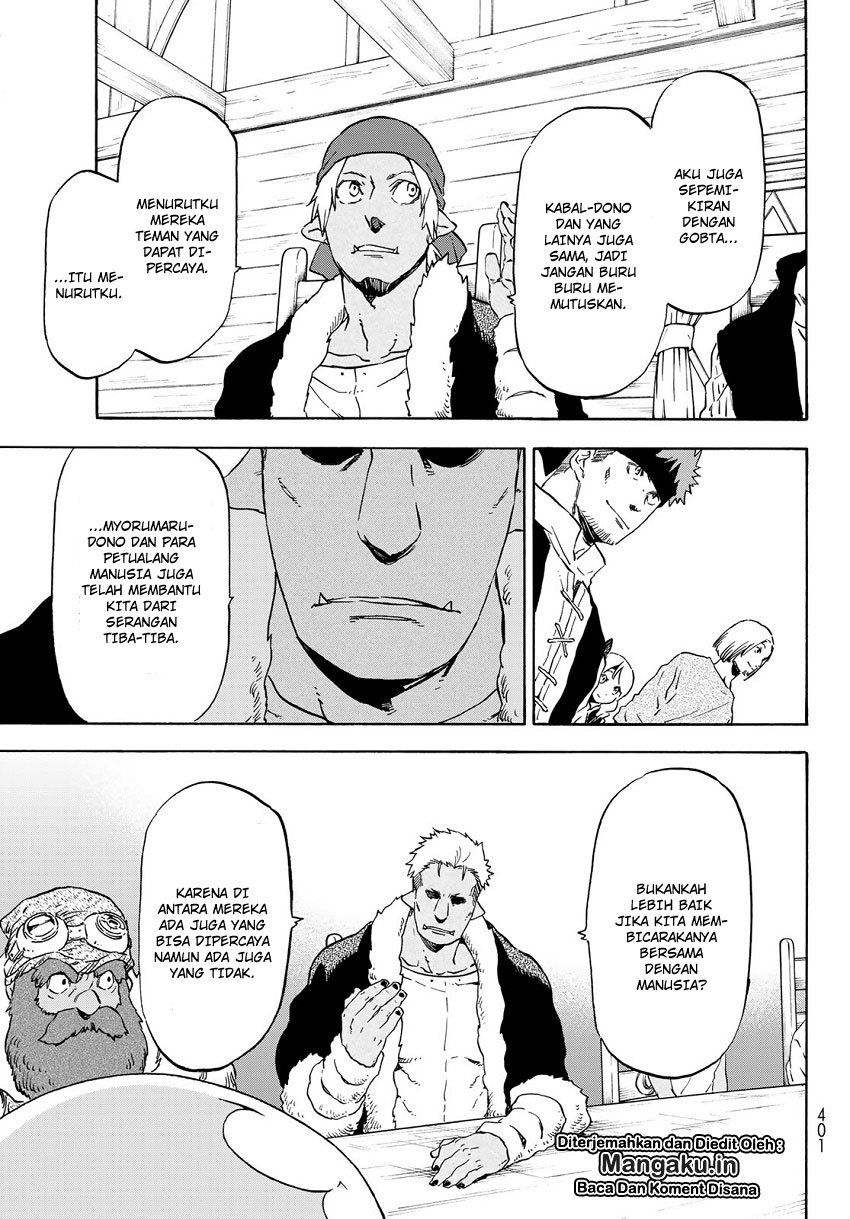 AKU JUGA
SEPEMI-
KIRAN
DENGAN
GOBTA...
KABAL-DONO
DAN YANG
LAINYA JUGA
SAMA, JADI
JANGAN BURU
BURU ME-
MUTUSKAN.
MENURUTKU
MEREKA
TEMAN YANG
DAPAT DI-
PERCAYA.
...ITU ME-
NURUTKU.
...MYORUMARU-
DONO DAN PARA
PETUALANG
MANUSIA JUGA
TELAH MEMBANTU
KITA DARI
SERANGAN
TIBA-TIBA.
BUKANKAH
LEBIH BAIK
JIKA KITA MEM-
BICARAKANYA
BERSAMA
DENGAN
MANUSIA?
KARENA DI
ANTARA MEREKA
ADA JUGA YANG
BISA DIPERCAYA
NAMUN ADA JUGA
YANG TIDAK.
401
Diterjemahkan dan Diedit Oleh:
Mangaku.in
Baca Dan Koment Disana